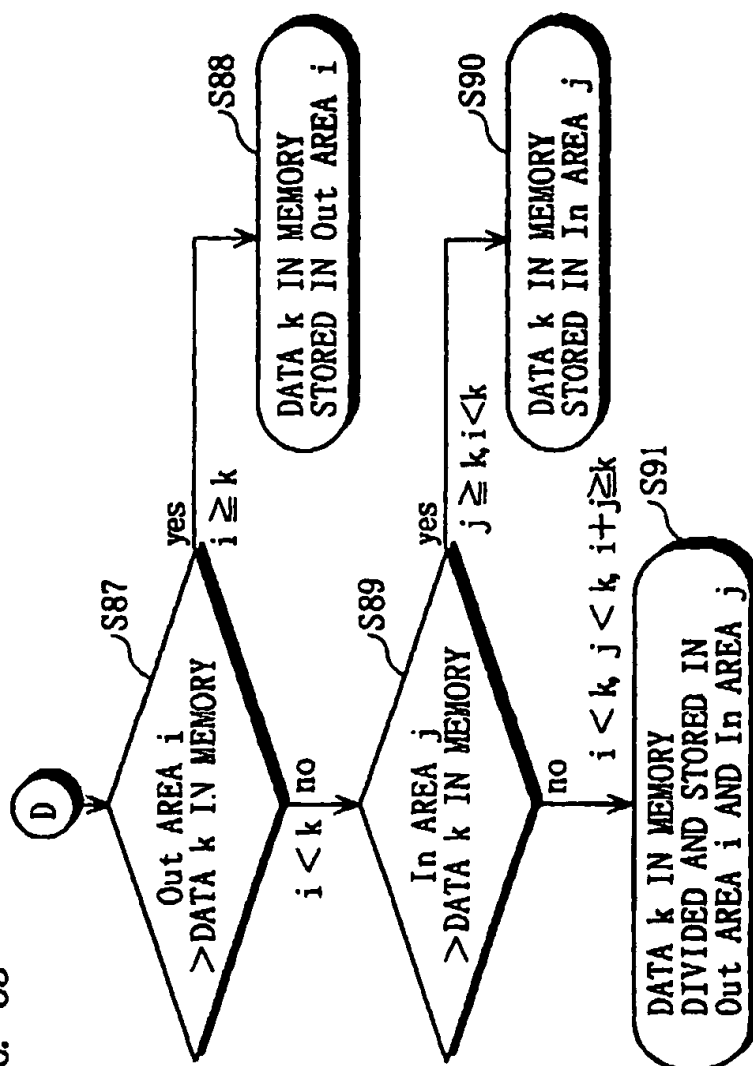 D
S87
Out AREA i
>DATA k IN MEMORY
yes
i ≧ k
S88
DATA k IN MEMORY
STORED IN Out AREA i
no
i < k
S89
In AREA j
>DATA k IN MEMORY
yes
j ≧ k,i<k
S90
DATA k IN MEMORY
STORED IN In AREA j
no
i < k, j < k, i+j≧k
S91
DATA k IN MEMORY
DIVIDED AND STORED IN
Out AREA i AND In AREA j